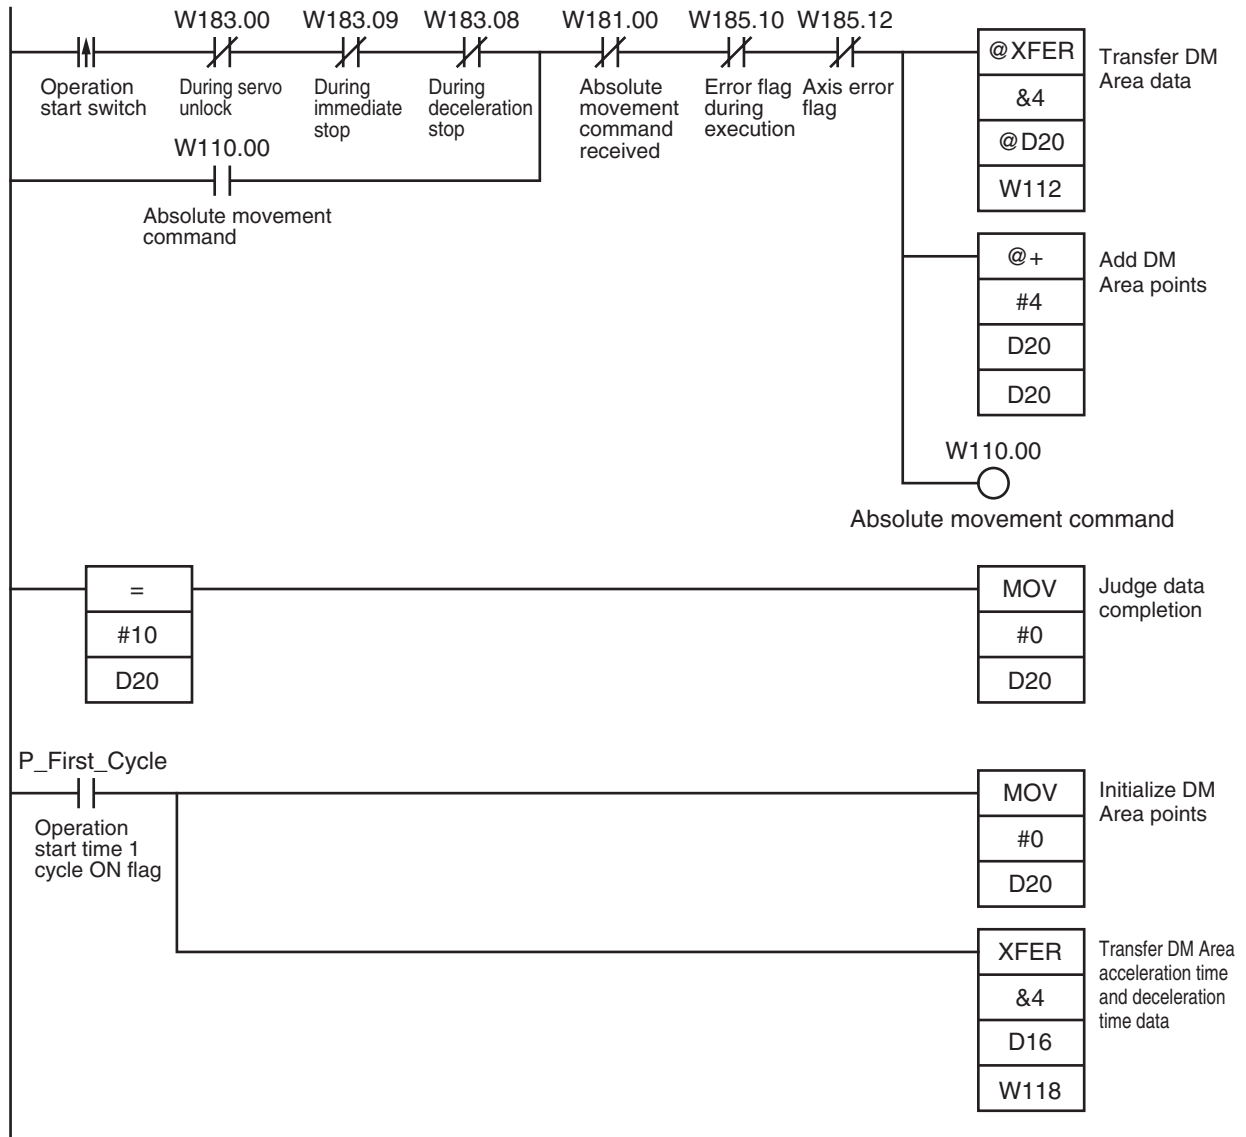 W183.00 W183.09 W183.08 W181.00 W185.10 W185.12
Operation
start switch
During servo
unlock
During
immediate
stop
During
deceleration
stop
Absolute
movement
command
received
Error flag
during
execution
Axis error
flag
@XFER
&4
@D20
W112
Transfer DM
Area data
W110.00
Absolute movement
command
@+
#4
D20
D20
Add DM
Area points
W110.00
Absolute movement command
=
#10
D20
MOV
#0
D20
Judge data
completion
P_First_Cycle
Operation
start time 1
cycle ON flag
MOV
#0
D20
Initialize DM
Area points
XFER
&4
D16
W118
Transfer DM Area
acceleration time
and deceleration
time data